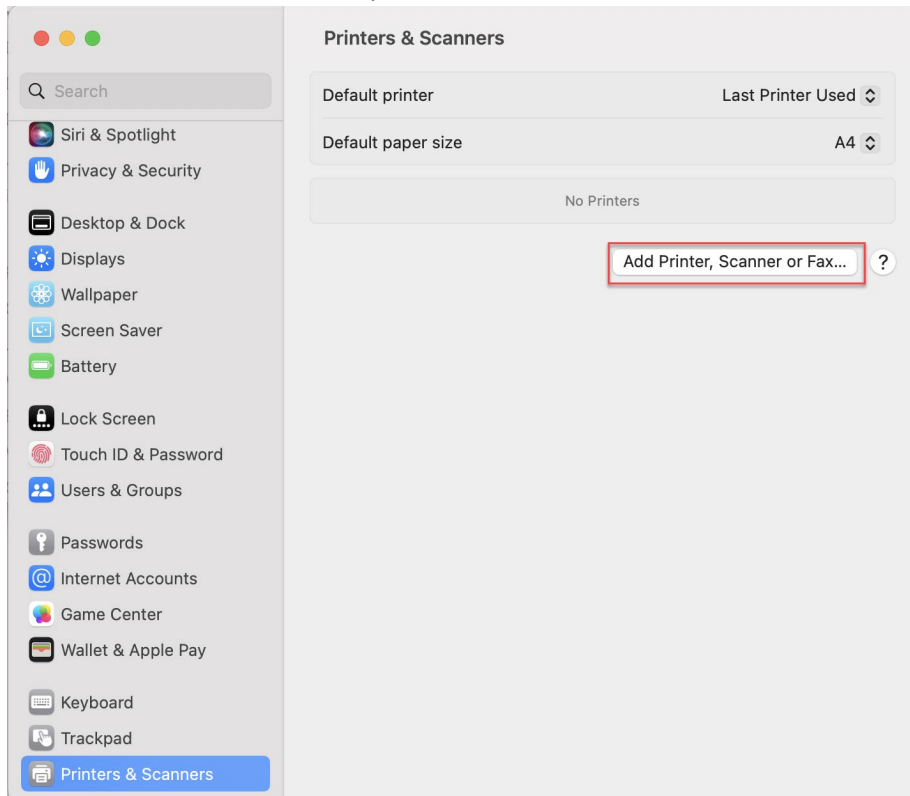 Search
Siri & Spotlight
Privacy & Security
Desktop & Dock
Displays
Wallpaper
Screen Saver
Battery
Lock Screen
Touch ID & Password
Users & Groups
Passwords
Internet Accounts
Game Center
Wallet & Apple Pay
Keyboard
Trackpad
Printers & Scanners
Printers & Scanners
Default printer Last Printer Used
Default paper size A4
No Printers
Add Printer, Scanner or Fax... ?